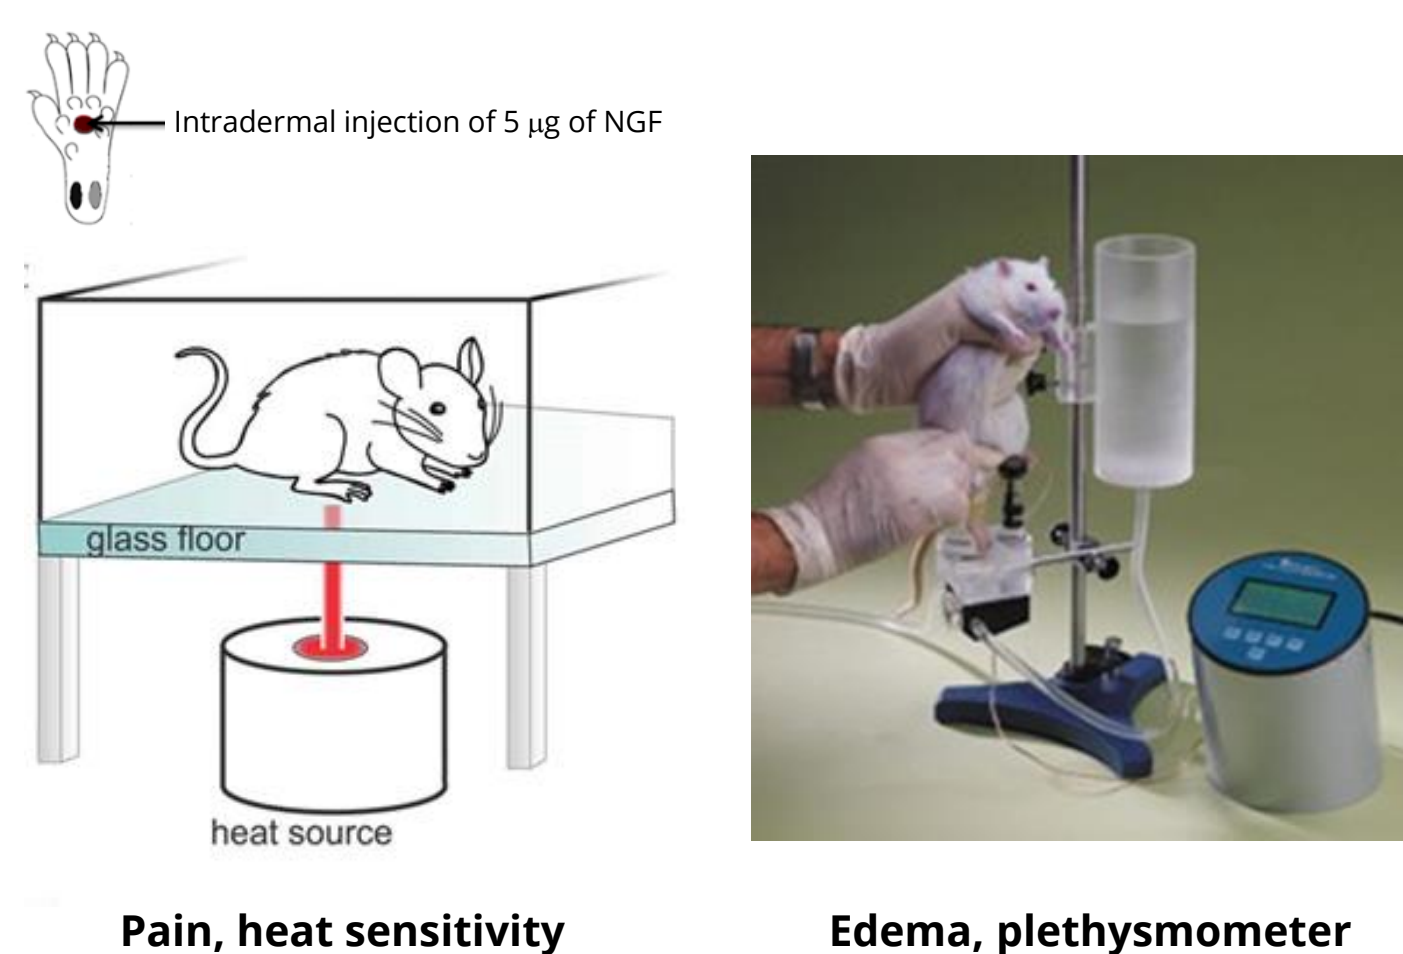 Intradermal injection of 5 μg of NGF
glass floor
heat source
Pain, heat sensitivity
Edema, plethysmometer